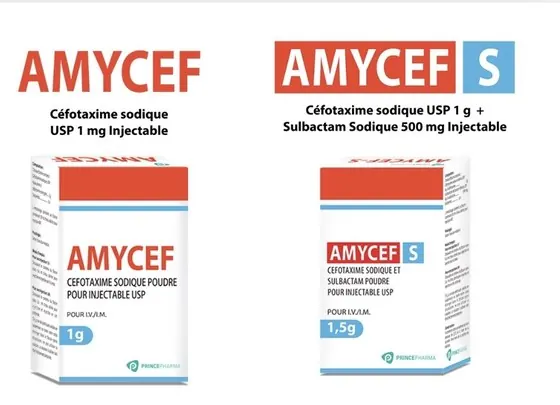 AMYCEF
Céfotaxime sodique
USP 1 mg Injectable
AMYCEF S
Céfotaxime sodique USP 1 g +
Sulbactam Sodique 500 mg Injectable
AMYCEF
AMYCEF
CEFOTAXIME SODIQUE POUDRE
POUR INJECTABLE USP
POUR I.V./I.M.
1g
PRINCEPHARMA
AMYCEF-S
AMYCEF S
CEFOTAXIME SODIQUE ET
SULBACTAM POUDRE
POUR INJECTABLE USP
POUR I.V./I.M.
1,5g
PRINCEPHARMA